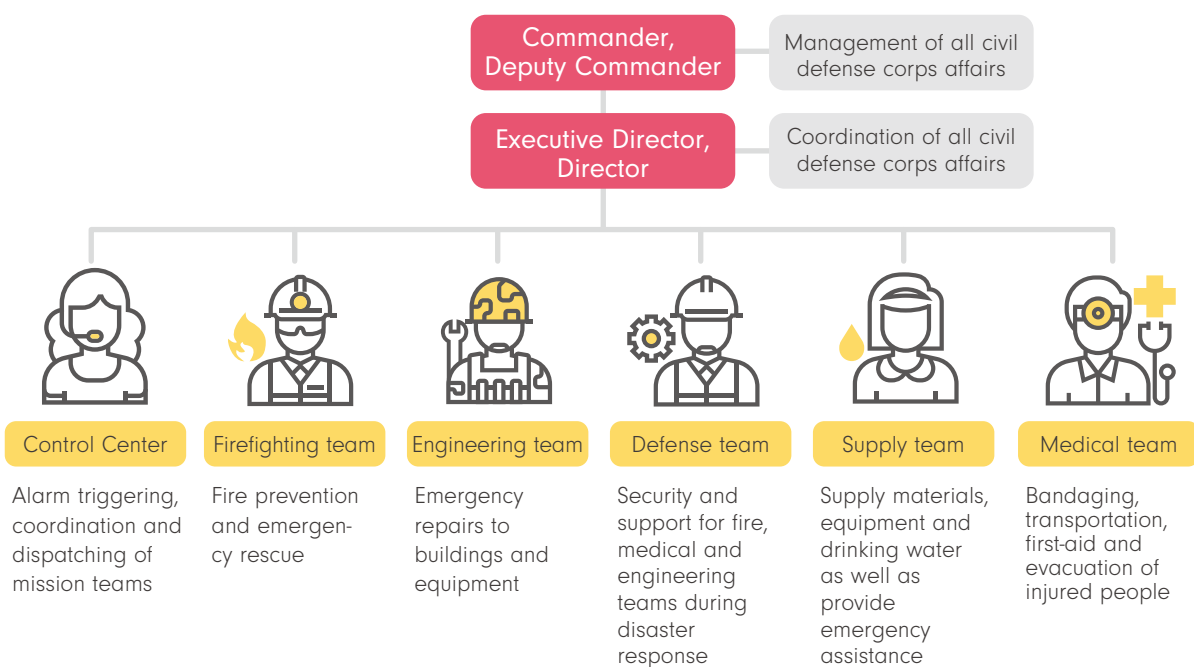 Commander,
Deputy Commander
Management of all civil
defense corps affairs
Executive Director,
Director
Coordination of all civil
defense corps affairs
Control Center
Alarm triggering,
coordination and
dispatching of
mission teams
Firefighting team
Fire prevention
and emergen-
cy rescue
Engineering team
Emergency
repairs to
buildings and
equipment
Defense team
Security and
support for fire,
medical and
engineering
teams during
disaster
response
Supply team
Supply materials,
equipment and
drinking water
as well as
provide
emergency
assistance
Medical team
Bandaging,
transportation,
first-aid and
evacuation of
injured people